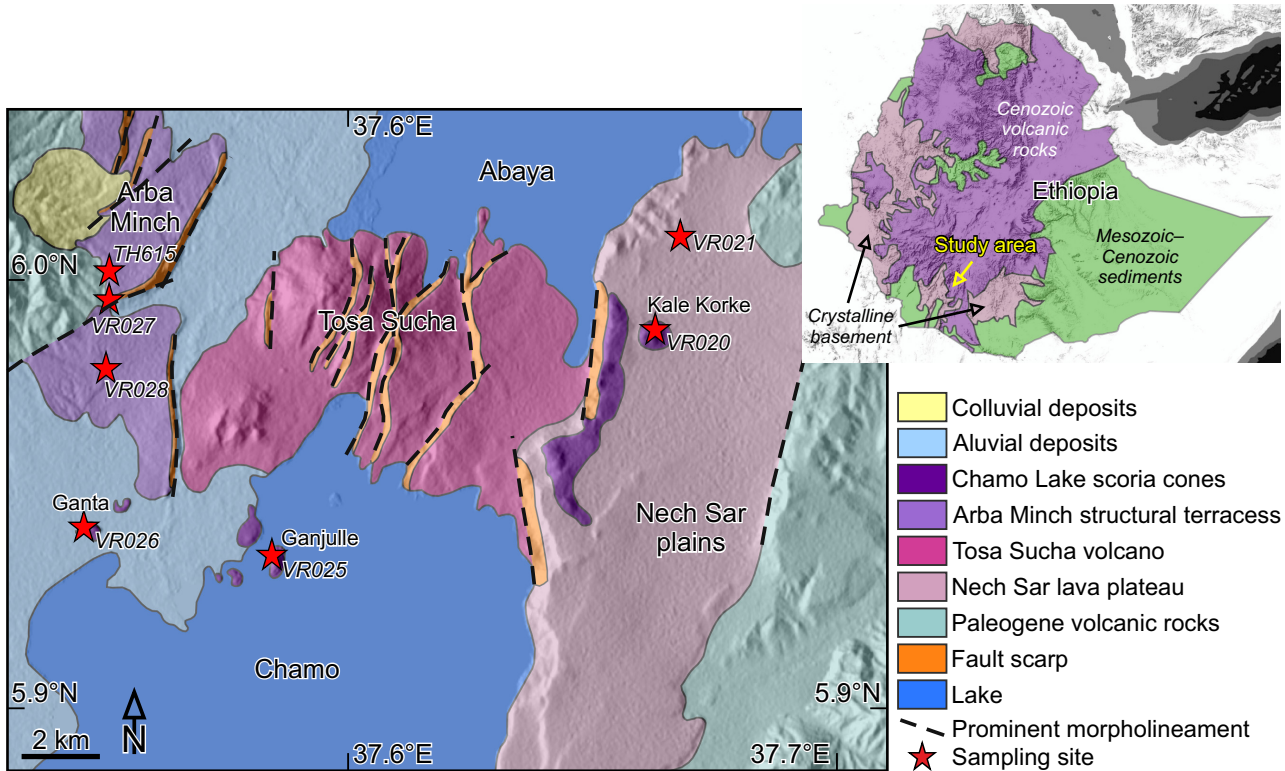 37.6°E
Abaya
Arba
Minch
TH615
6.0°N
VR027
VR028
Tosa Sucha
VR021
Kale Korke
VR020
Ganta
VR026
Ganjulle
VR025
Nech Sar
plains
Chamo
5.9°N
5.9°N
N
2 km
37.6°E
37.7°E
Cenozoic
volcanic
rocks
Ethiopia
Study area
Mesozoic–
Cenozoic
sediments
Crystalline
basement
Colluvial deposits
Aluvial deposits
Chamo Lake scoria cones
Arba Minch structural terracess
Tosa Sucha volcano
Nech Sar lava plateau
Paleogene volcanic rocks
Fault scarp
Lake
Prominent morpholineament
Sampling site